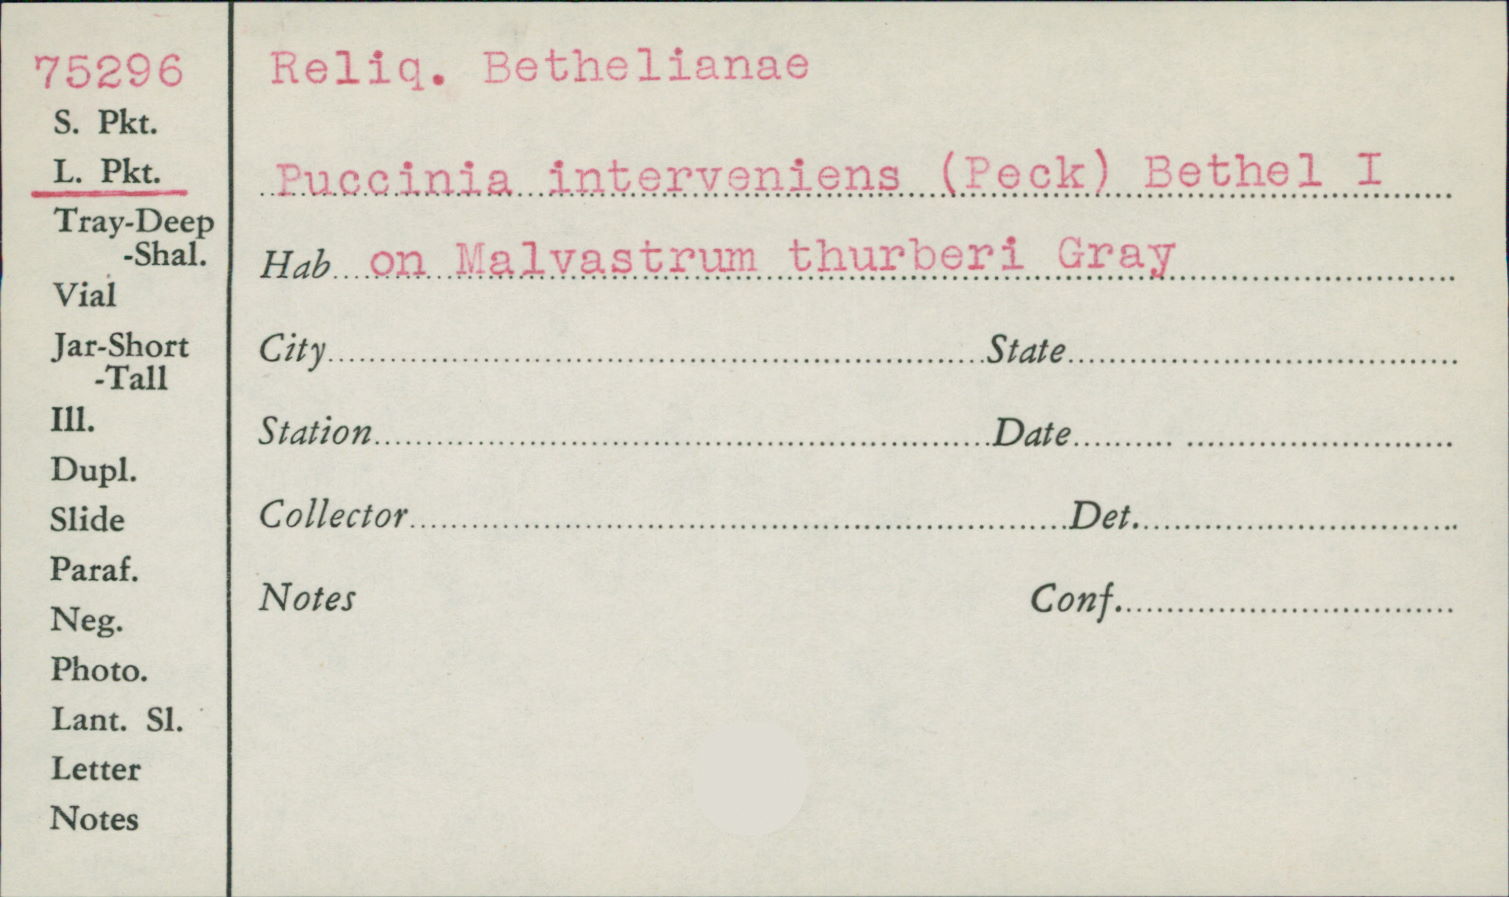 75296
S. Pkt.
L. Pkt.
Tray-Deep
-Shal.
Vial
Jar-Short
-Tall
Ill.
Dupl.
Slide
Paraf.
Neg.
Photo.
Lant. Sl.
Letter
Notes
Reliq. Bethelianae
Puccinia interveniens (Peck) Bethel I
Hab on Malvastrum thurberi Gray
City State
Station Date
Collector Det.
Notes Conf.